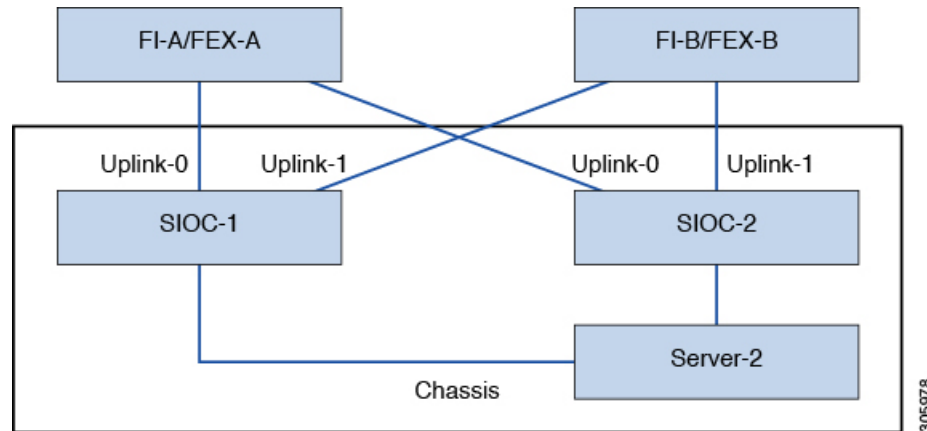 FI-A/FEX-A
FI-B/FEX-B
Uplink-0
Uplink-1
Uplink-0
Uplink-1
SIOC-1
SIOC-2
Server-2
Chassis
305978